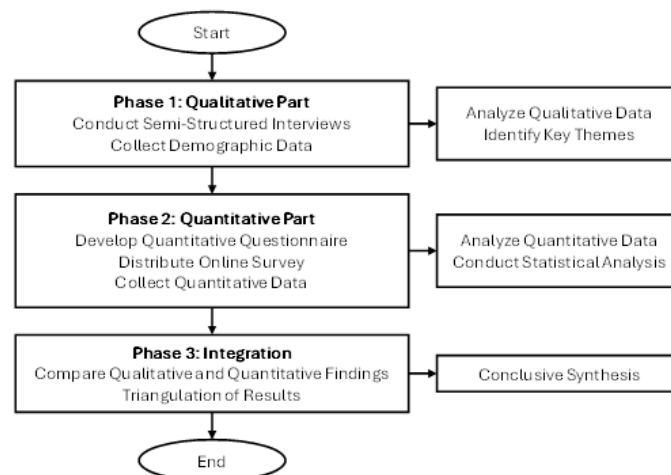 Start
Phase 1: Qualitative Part
Conduct Semi-Structured Interviews
Collect Demographic Data
Analyze Qualitative Data
Identify Key Themes
Phase 2: Quantitative Part
Develop Quantitative Questionnaire
Distribute Online Survey
Collect Quantitative Data
Analyze Quantitative Data
Conduct Statistical Analysis
Phase 3: Integration
Compare Qualitative and Quantitative Findings
Triangulation of Results
Conclusive Synthesis
End